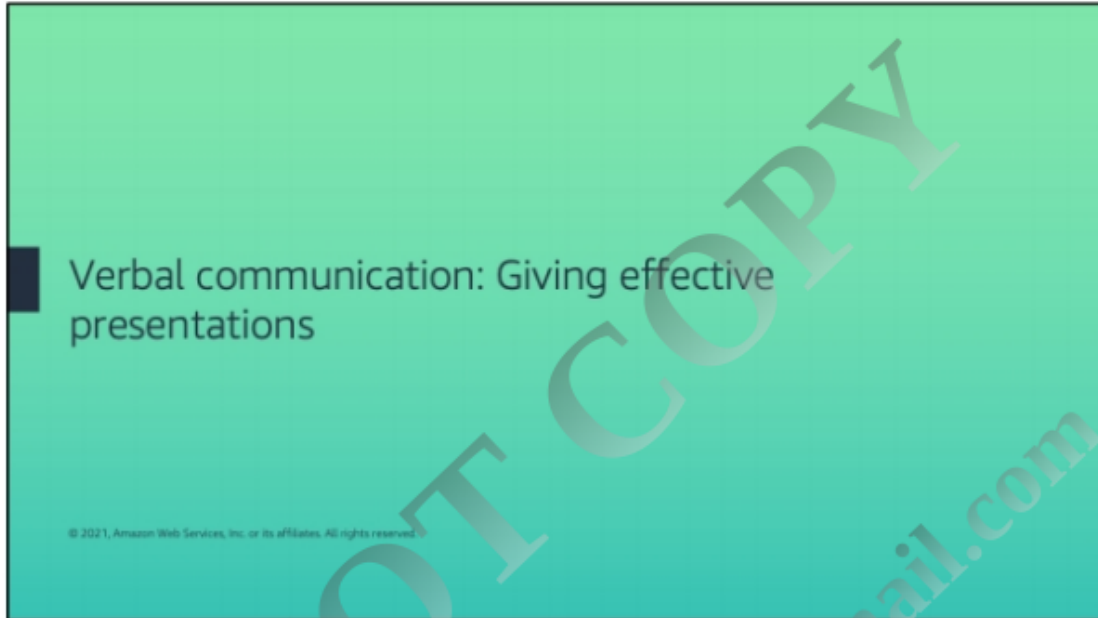 Verbal communication: Giving effective
presentations
© 2021, Amazon Web Services, Inc. or its affiliates. All rights reserved.
OT COPY
ail.com